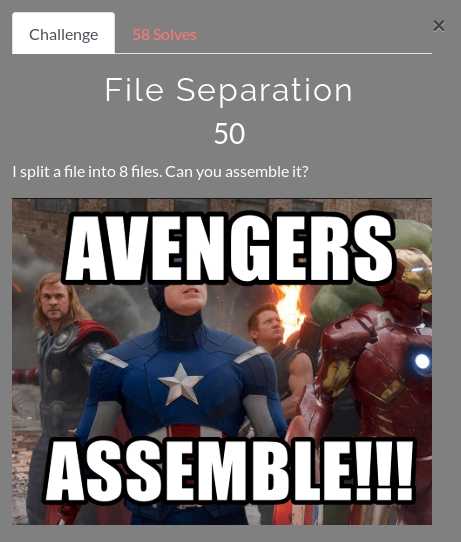 Challenge 58 Solves ×
File Separation
50
I split a file into 8 files. Can you assemble it?
AVENGERS
ASSEMBLE!!!